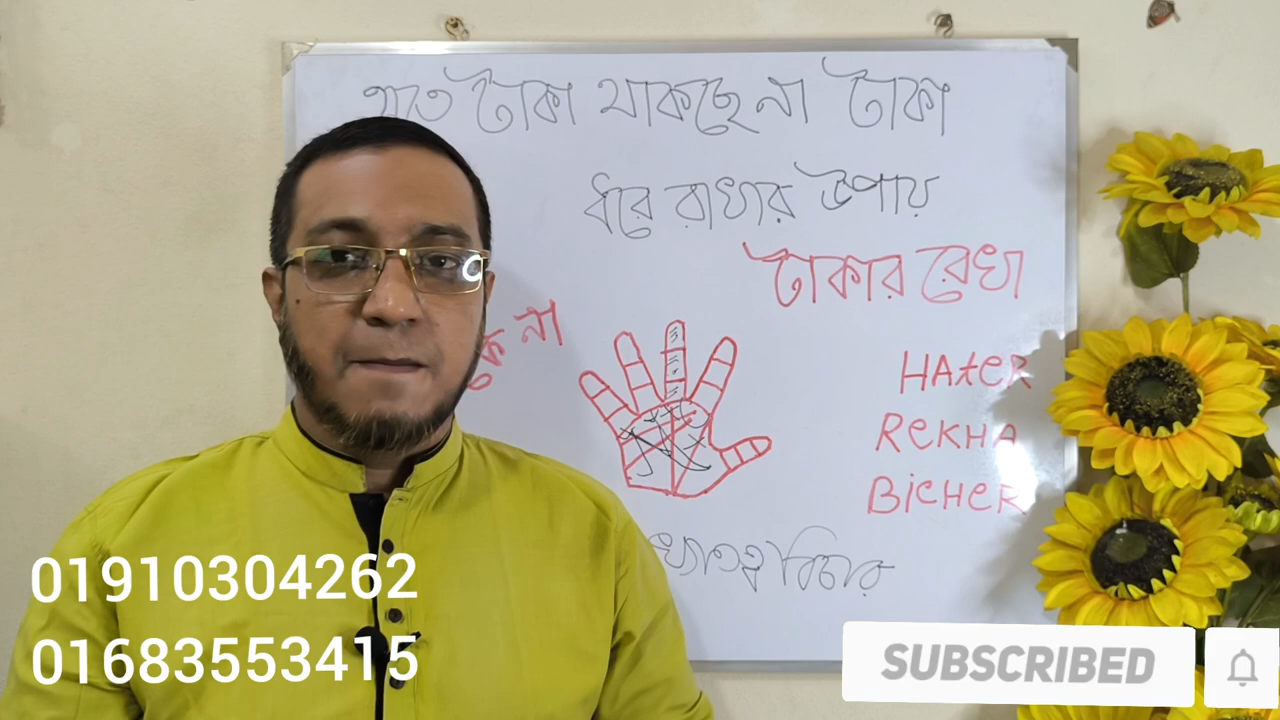 হাতে টাকা থাকছে না টাকা
ধরে রাখার উপায়
টাকার রেখা
না
HAteR
ReKHA
BicHeR
বিচার
01910304262
01683553415
SUBSCRIBED